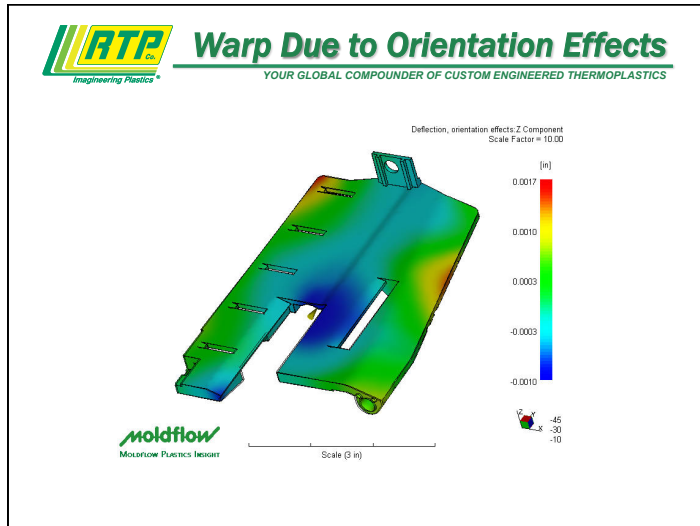 RTP
Co.
Imagineering Plastics®
Warp Due to Orientation Effects
YOUR GLOBAL COMPOUNDER OF CUSTOM ENGINEERED THERMOPLASTICS
Deflection, orientation effects:Z Component
Scale Factor = 10.00
[in]
0.0017
0.0010
0.0003
-0.0003
-0.0010
Z Y
X
-45
-30
-10
moldflow
MOLDFLOW PLASTICS INSIGHT
Scale (3 in)